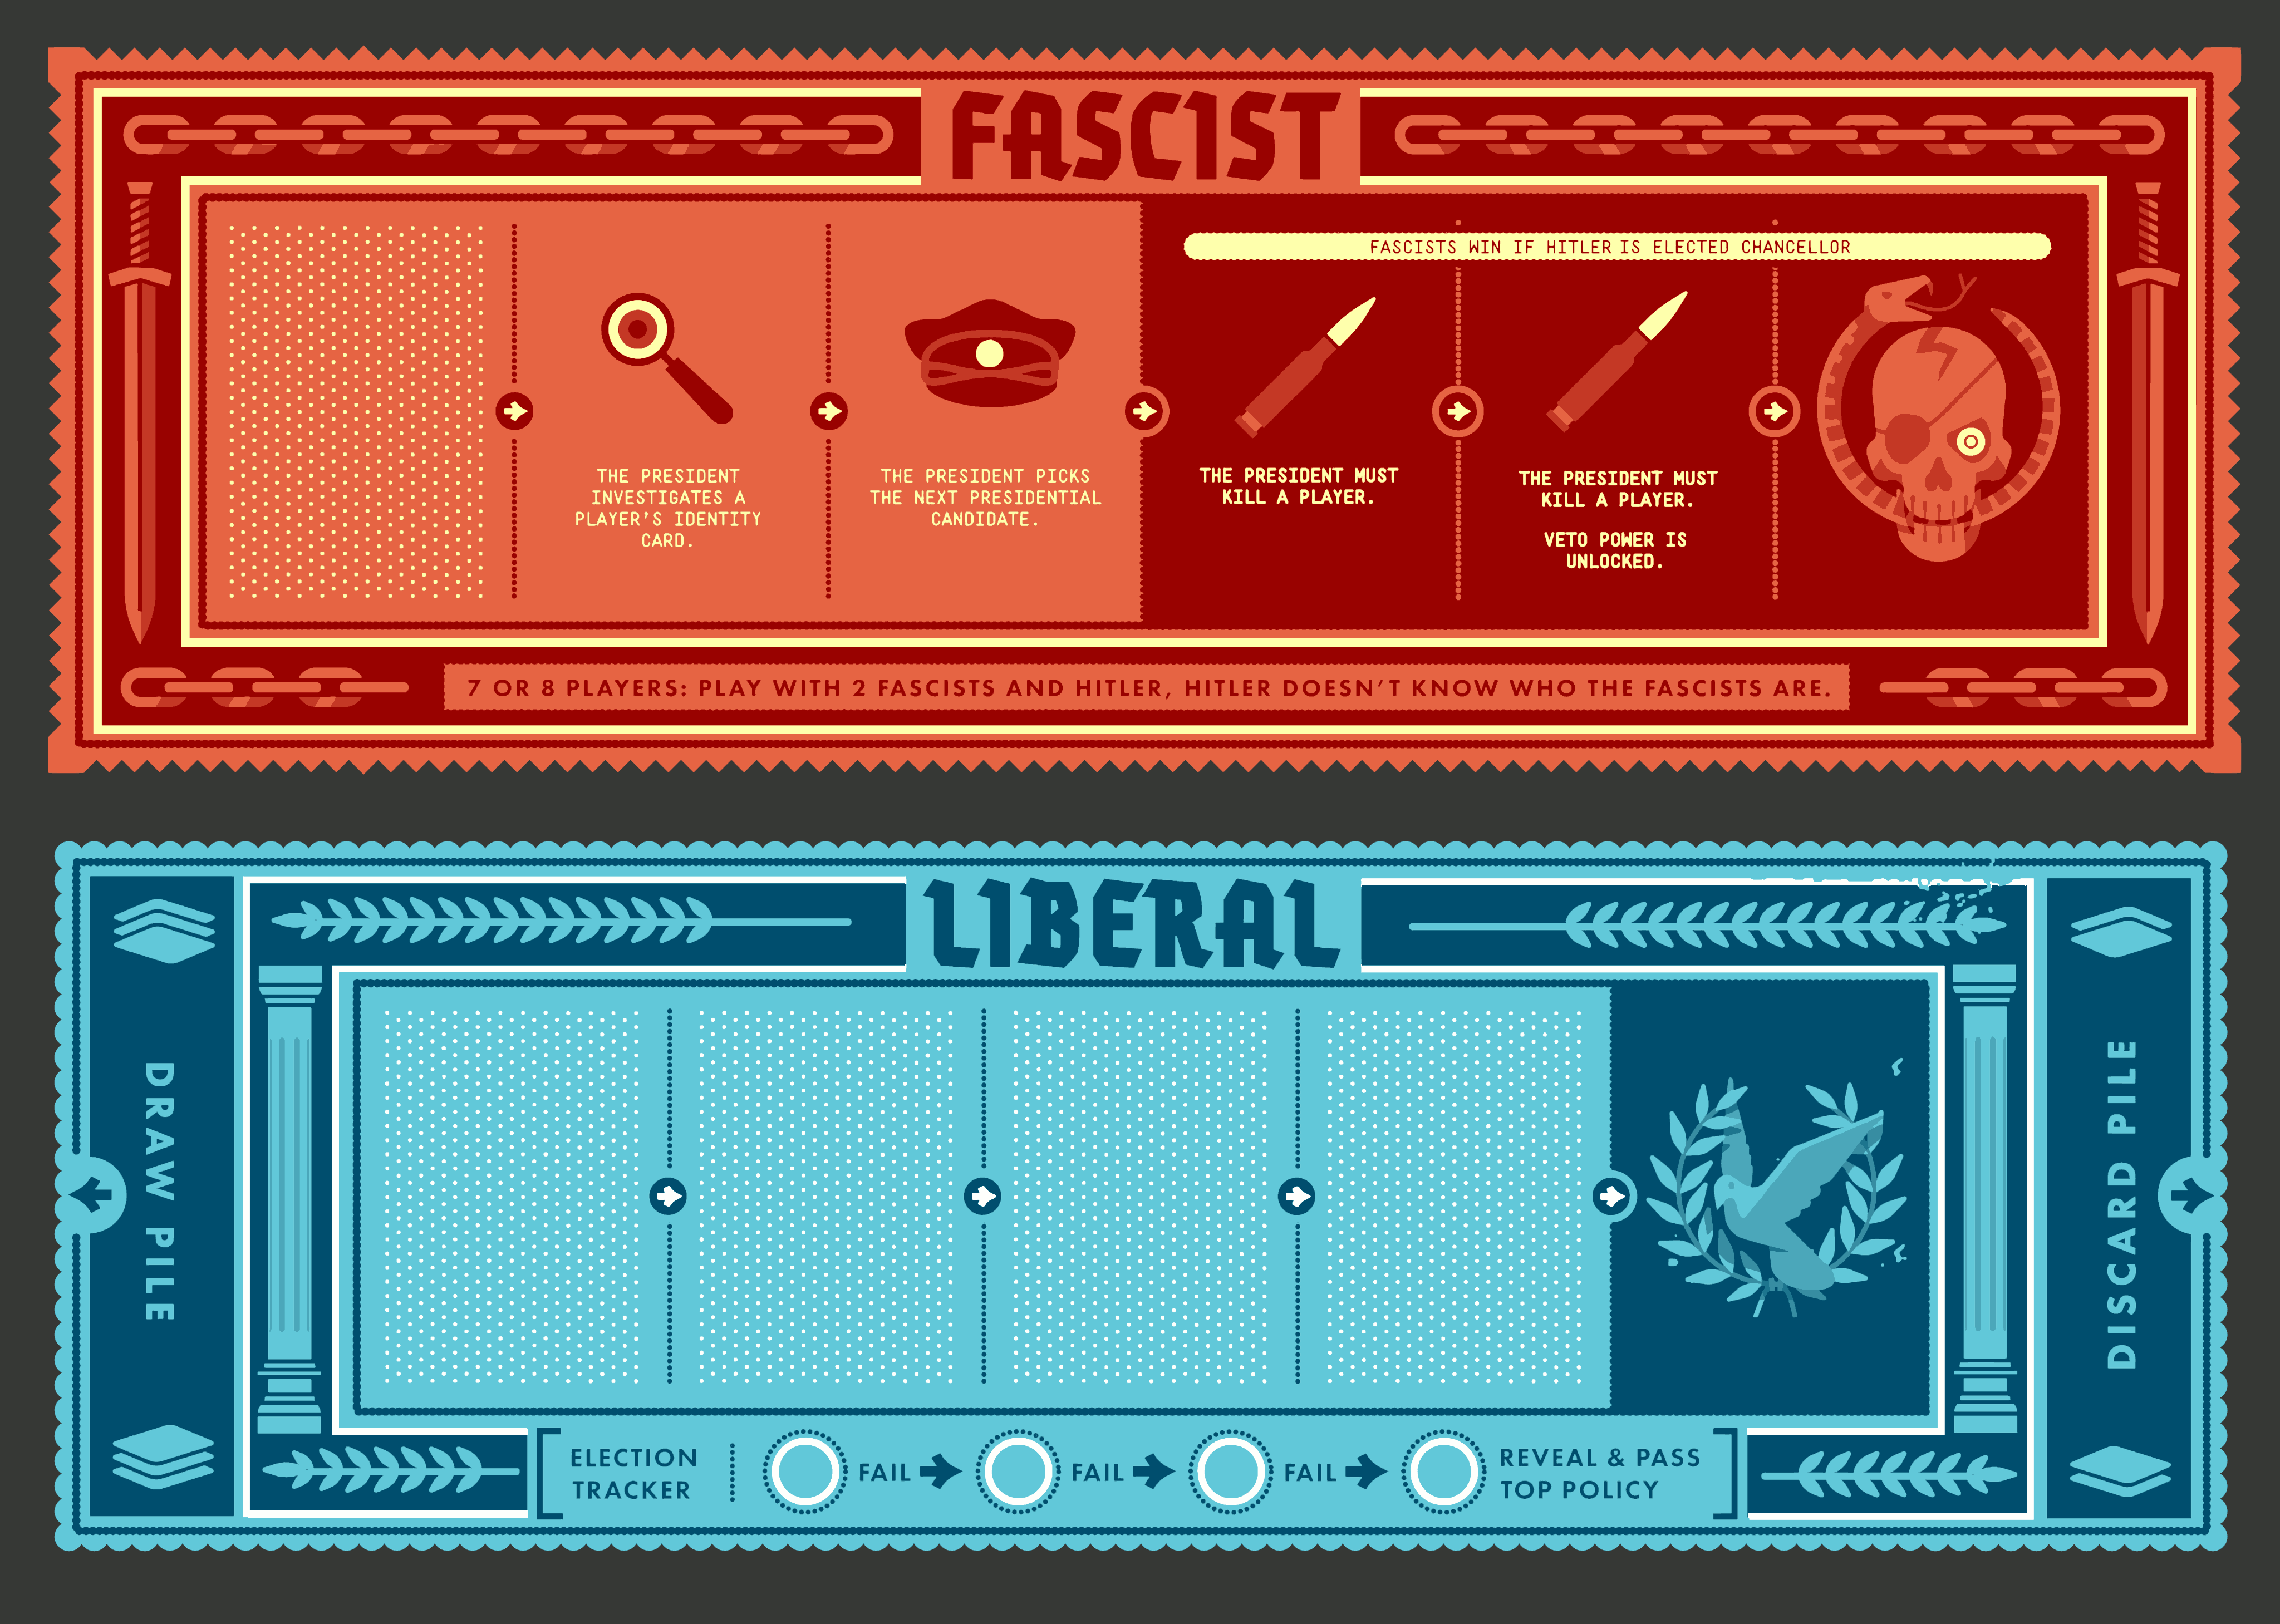 FASCIST
FASCISTS WIN IF HITLER IS ELECTED CHANCELLOR
THE PRESIDENT
INVESTIGATES A
PLAYER'S IDENTITY
CARD.
THE PRESIDENT PICKS
THE NEXT PRESIDENTIAL
CANDIDATE.
THE PRESIDENT MUST
KILL A PLAYER.
THE PRESIDENT MUST
KILL A PLAYER.
VETO POWER IS
UNLOCKED.
7 OR 8 PLAYERS: PLAY WITH 2 FASCISTS AND HITLER, HITLER DOESN'T KNOW WHO THE FASCISTS ARE.
LIBERAL
DRAW PILE
DISCARD PILE
ELECTION
TRACKER
FAIL
FAIL
FAIL
REVEAL & PASS
TOP POLICY